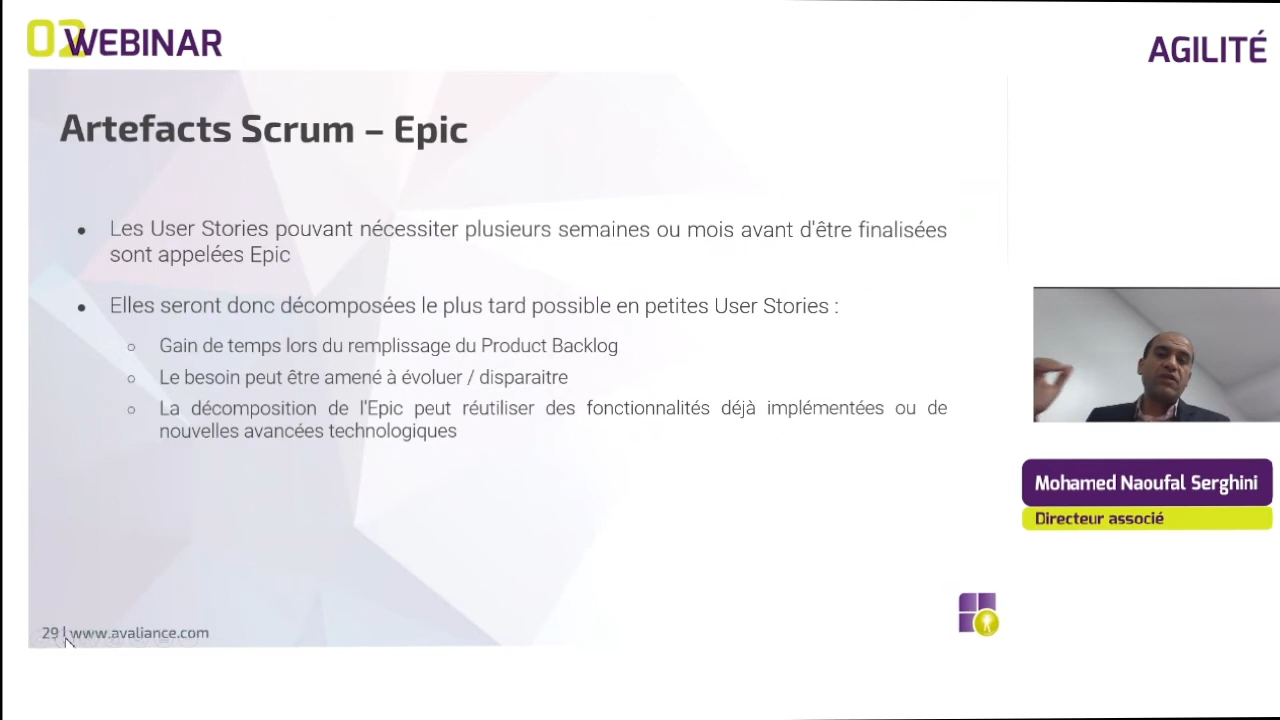 02 WEBINAR
AGILITÉ
Artefacts Scrum – Epic
• Les User Stories pouvant nécessiter plusieurs semaines ou mois avant d'être finalisées
sont appelées Epic
• Elles seront donc décomposées le plus tard possible en petites User Stories :
○ Gain de temps lors du remplissage du Product Backlog
○ Le besoin peut être amené à évoluer / disparaitre
○ La décomposition de l'Epic peut réutiliser des fonctionnalités déjà implémentées ou de
nouvelles avancées technologiques
Mohamed Naoufal Serghini
Directeur associé
29 | www.avaliance.com